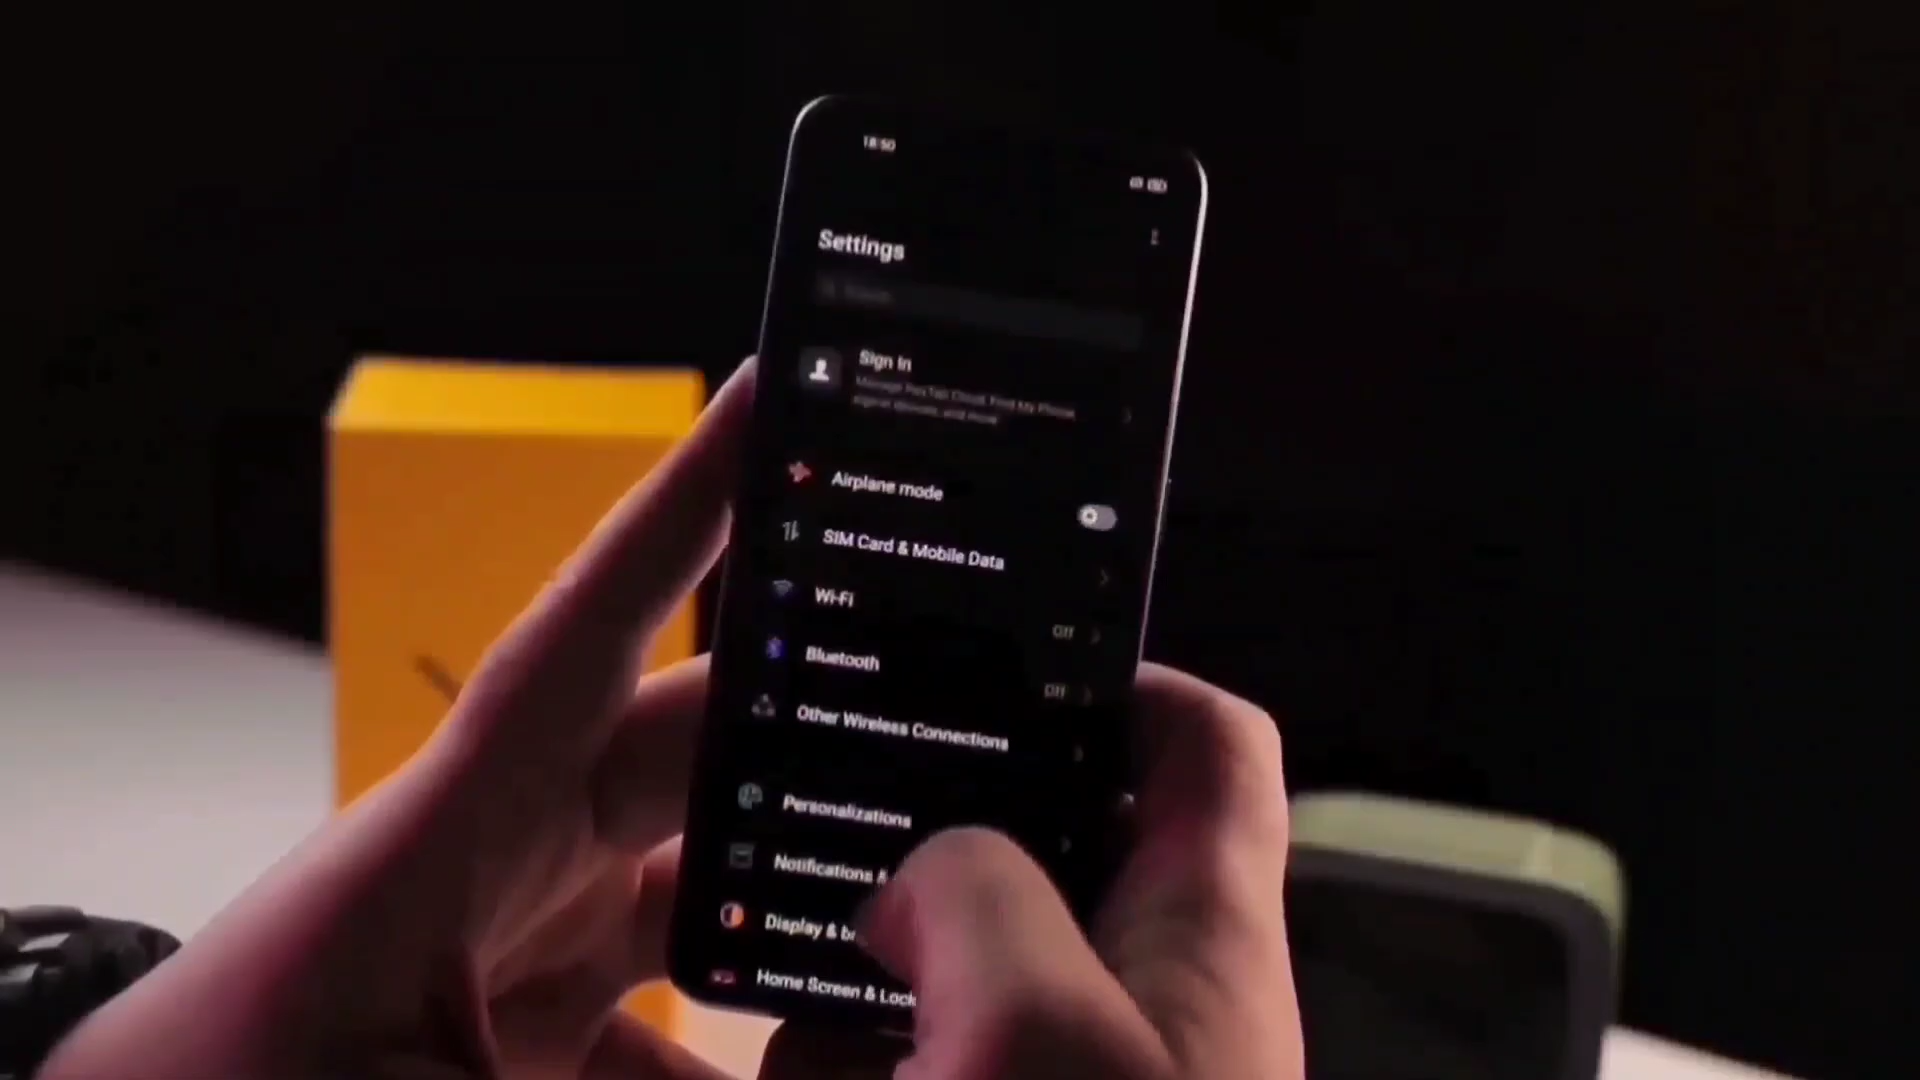 18:50
Settings
Sign In
Airplane mode
SIM Card & Mobile Data
Wi-Fi
Off
Bluetooth
Off
Other Wireless Connections
Personalizations
Notifications &
Display & b
Home Screen & Lock